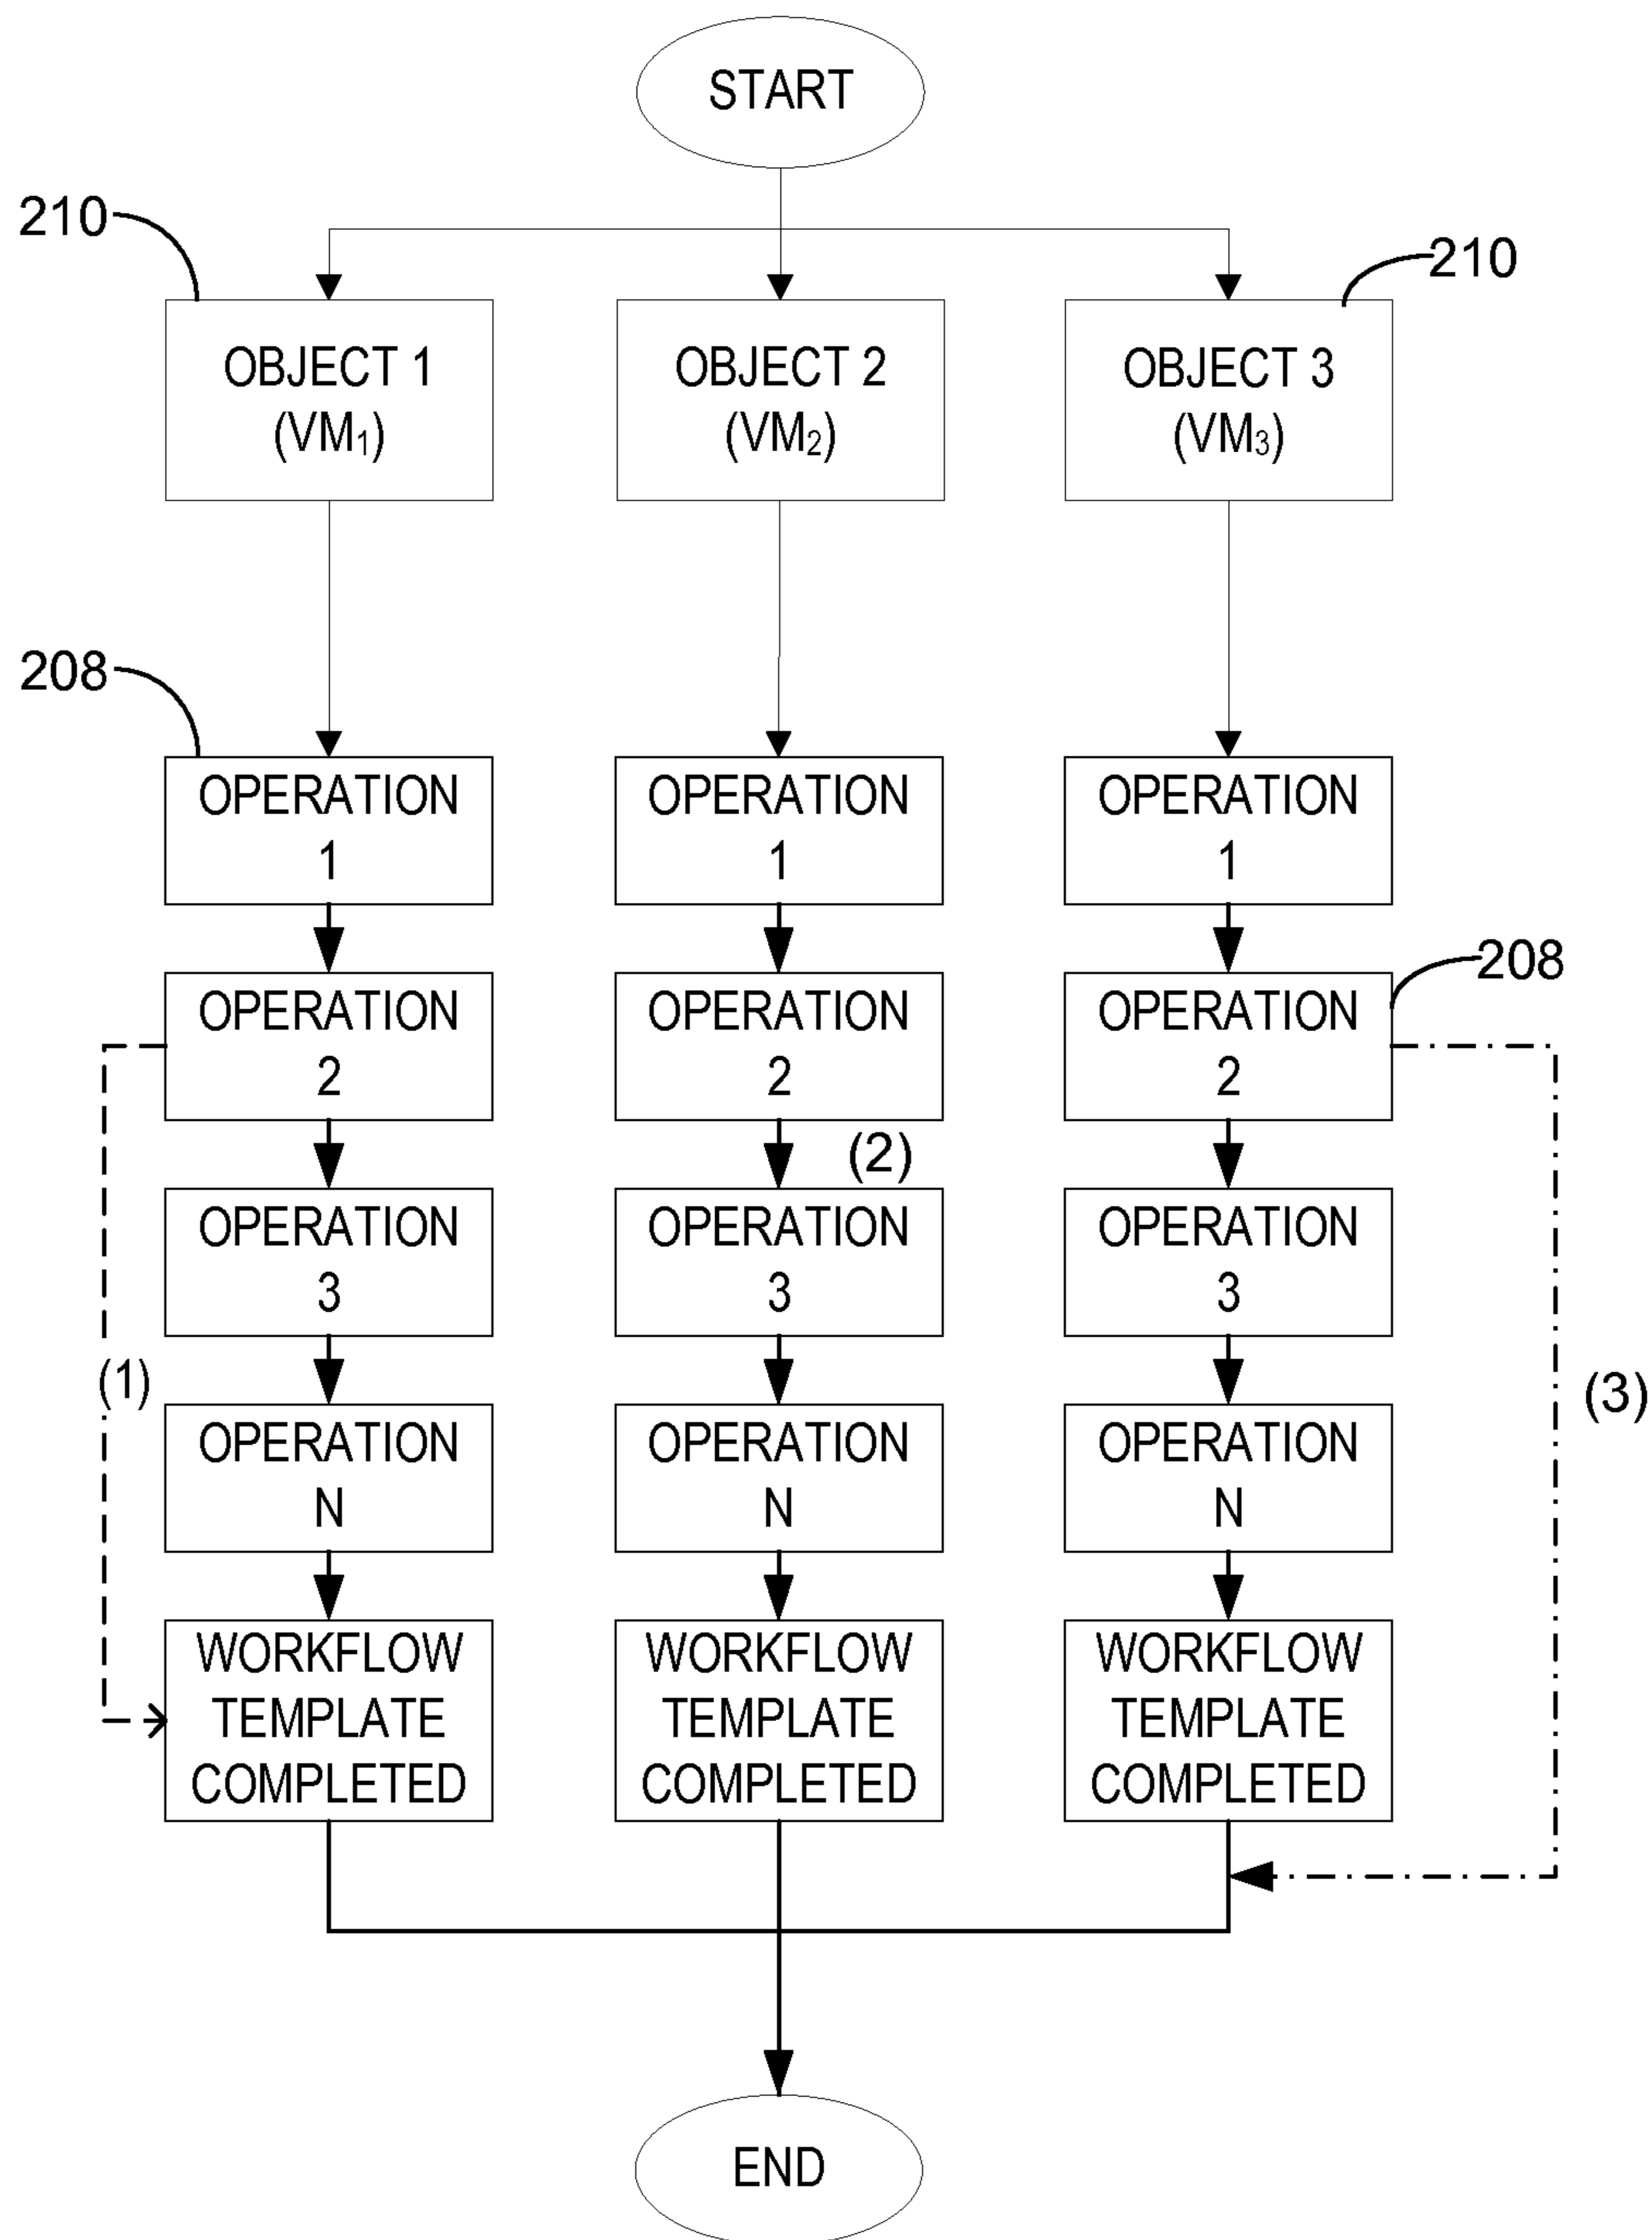 START
210
210
OBJECT 1
(VM1)
OBJECT 2
(VM2)
OBJECT 3
(VM3)
208
OPERATION
1
OPERATION
1
OPERATION
1
208
OPERATION
2
OPERATION
2
OPERATION
2
(2)
OPERATION
3
OPERATION
3
OPERATION
3
(1)
(3)
OPERATION
N
OPERATION
N
OPERATION
N
WORKFLOW
TEMPLATE
COMPLETED
WORKFLOW
TEMPLATE
COMPLETED
WORKFLOW
TEMPLATE
COMPLETED
END